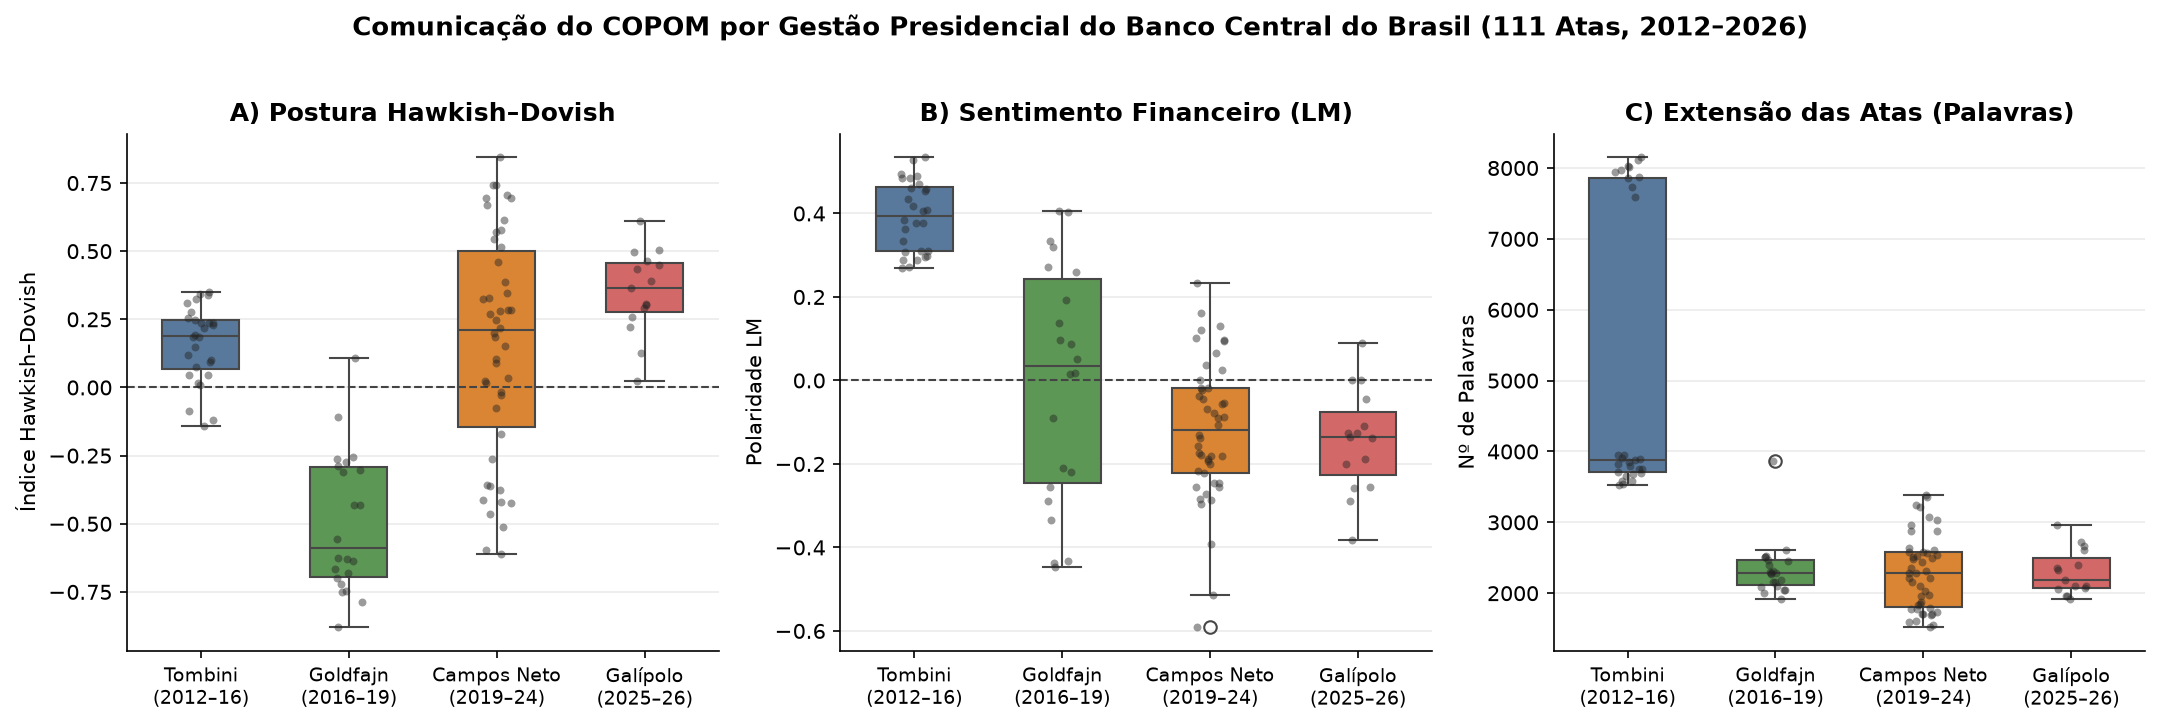 Comunicação do COPOM por Gestão Presidencial do Banco Central do Brasil (111 Atas, 2012–2026)
A) Postura Hawkish–Dovish
Índice Hawkish–Dovish
0.75
0.50
0.25
0.00
−0.25
−0.50
−0.75
Tombini
(2012–16)
Goldfajn
(2016–19)
Campos Neto
(2019–24)
Galípolo
(2025–26)
B) Sentimento Financeiro (LM)
Polaridade LM
0.4
0.2
0.0
−0.2
−0.4
−0.6
Tombini
(2012–16)
Goldfajn
(2016–19)
Campos Neto
(2019–24)
Galípolo
(2025–26)
C) Extensão das Atas (Palavras)
Nº de Palavras
8000
7000
6000
5000
4000
3000
2000
Tombini
(2012–16)
Goldfajn
(2016–19)
Campos Neto
(2019–24)
Galípolo
(2025–26)